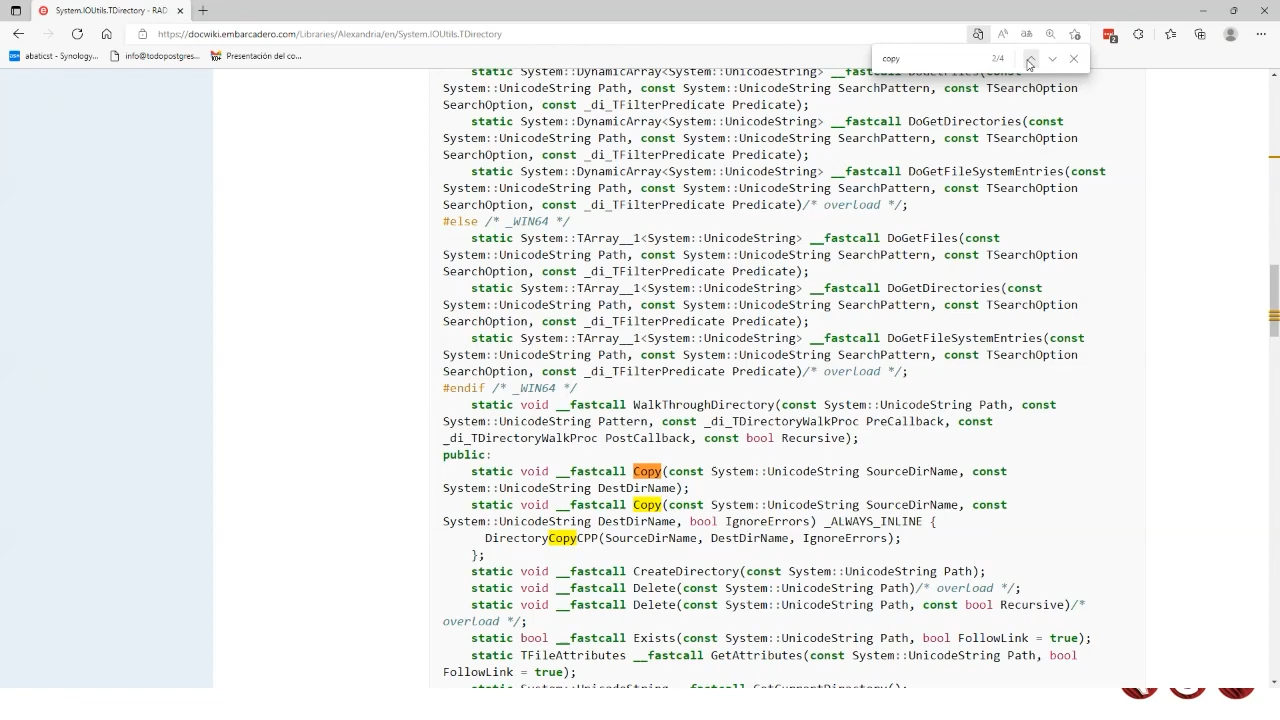 System.IOUtils.TDirectory - RAD
https://docwiki.embarcadero.com/Libraries/Alexandria/en/System.IOUtils.TDirectory
2
abaticst - Synology...
info@todopostgres...
Presentación del co...
copy
2/4
static System::DynamicArray<System::UnicodeString> __fastcall DoGetFiles(const
System::UnicodeString Path, const System::UnicodeString SearchPattern, const TSearchOption
SearchOption, const _di_TFilterPredicate Predicate);
static System::DynamicArray<System::UnicodeString> __fastcall DoGetDirectories(const
System::UnicodeString Path, const System::UnicodeString SearchPattern, const TSearchOption
SearchOption, const _di_TFilterPredicate Predicate);
static System::DynamicArray<System::UnicodeString> __fastcall DoGetFileSystemEntries(const
System::UnicodeString Path, const System::UnicodeString SearchPattern, const TSearchOption
SearchOption, const _di_TFilterPredicate Predicate)/* overload */;
#else /* _WIN64 */
static System::TArray__1<System::UnicodeString> __fastcall DoGetFiles(const
System::UnicodeString Path, const System::UnicodeString SearchPattern, const TSearchOption
SearchOption, const _di_TFilterPredicate Predicate);
static System::TArray__1<System::UnicodeString> __fastcall DoGetDirectories(const
System::UnicodeString Path, const System::UnicodeString SearchPattern, const TSearchOption
SearchOption, const _di_TFilterPredicate Predicate);
static System::TArray__1<System::UnicodeString> __fastcall DoGetFileSystemEntries(const
System::UnicodeString Path, const System::UnicodeString SearchPattern, const TSearchOption
SearchOption, const _di_TFilterPredicate Predicate)/* overload */;
#endif /* _WIN64 */
static void __fastcall WalkThroughDirectory(const System::UnicodeString Path, const
System::UnicodeString Pattern, const _di_TDirectoryWalkProc PreCallback, const
_di_TDirectoryWalkProc PostCallback, const bool Recursive);
public:
static void __fastcall Copy(const System::UnicodeString SourceDirName, const
System::UnicodeString DestDirName);
static void __fastcall Copy(const System::UnicodeString SourceDirName, const
System::UnicodeString DestDirName, bool IgnoreErrors) _ALWAYS_INLINE {
DirectoryCopyCPP(SourceDirName, DestDirName, IgnoreErrors);
};
static void __fastcall CreateDirectory(const System::UnicodeString Path);
static void __fastcall Delete(const System::UnicodeString Path)/* overload */;
static void __fastcall Delete(const System::UnicodeString Path, const bool Recursive)/*
overload */;
static bool __fastcall Exists(const System::UnicodeString Path, bool FollowLink = true);
static TFileAttributes __fastcall GetAttributes(const System::UnicodeString Path, bool
FollowLink = true);
static System::UnicodeString __fastcall GetCurrentDirectory();